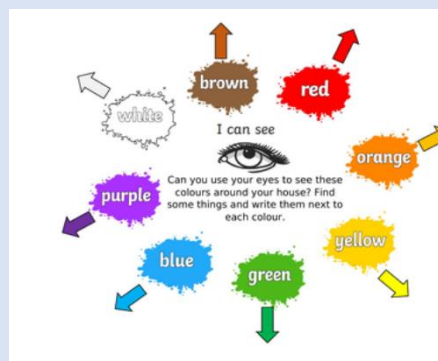 brown
red
white
I can see
orange
Can you use your eyes to see these
colours around your house? Find
some things and write them next to
each colour.
purple
yellow
blue
green